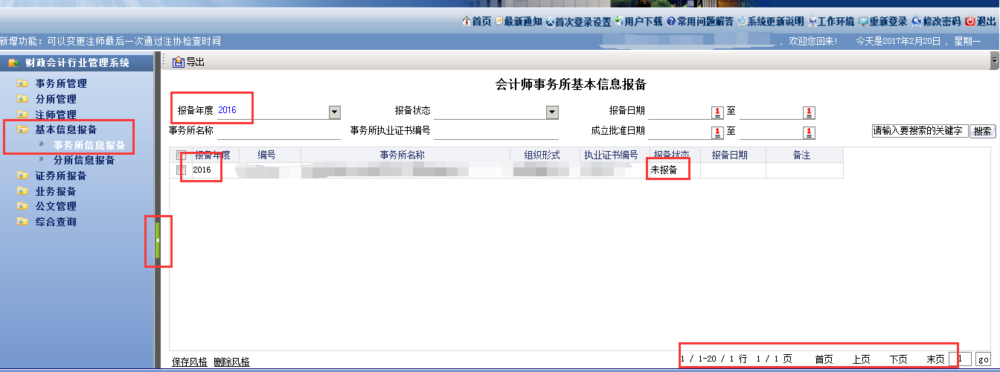 首页 最新通知 首次登录设置 用户下载 常用问题解答 系统更新说明 工作环境 重新登录 修改密码 退出
新增功能：可以变更注师最后一次通过注协检查时间
，欢迎您回来! 今天是2017年2月20日，星期一
财政会计行业管理系统
事务所管理
分所管理
注师管理
基本信息报备
事务所信息报备
分所信息报备
证券所报备
业务报备
公文管理
综合查询
导出
会计师事务所基本信息报备
报备年度 2016 报备状态 报备日期 1 至 1
事务所名称 事务所执业证书编号 成立批准日期 1 至 1 请输入要搜索的关键字 搜索
报备年度 编号 事务所名称 组织形式 执业证书编号 报备状态 报备日期 备注
2016 未报备
保存风格 删除风格 1 / 1-20 / 1 行 1 / 1 页 首页 上页 下页 末页 1 go